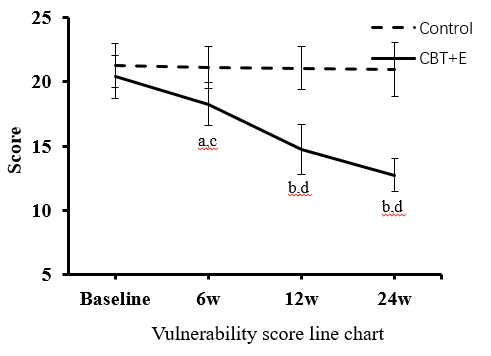 Control
CBT+E
25
20
15
10
5
Score
a,c
b,d
b,d
Baseline 6w 12w 24w
Vulnerability score line chart